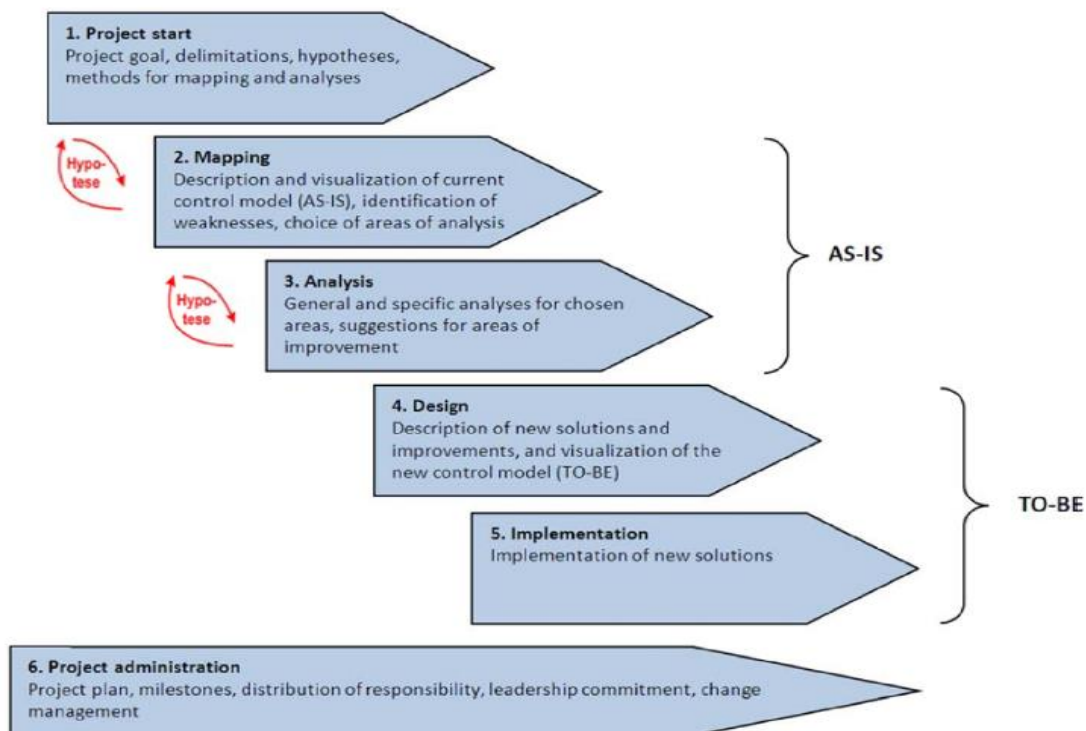 1. Project start
Project goal, delimitations, hypotheses,
methods for mapping and analyses
Hypo-
tese
2. Mapping
Description and visualization of current
control model (AS-IS), identification of
weaknesses, choice of areas of analysis
AS-IS
Hypo-
tese
3. Analysis
General and specific analyses for chosen
areas, suggestions for areas of
improvement
4. Design
Description of new solutions and
improvements, and visualization of the
new control model (TO-BE)
TO-BE
5. Implementation
Implementation of new solutions
6. Project administration
Project plan, milestones, distribution of responsibility, leadership commitment, change
management